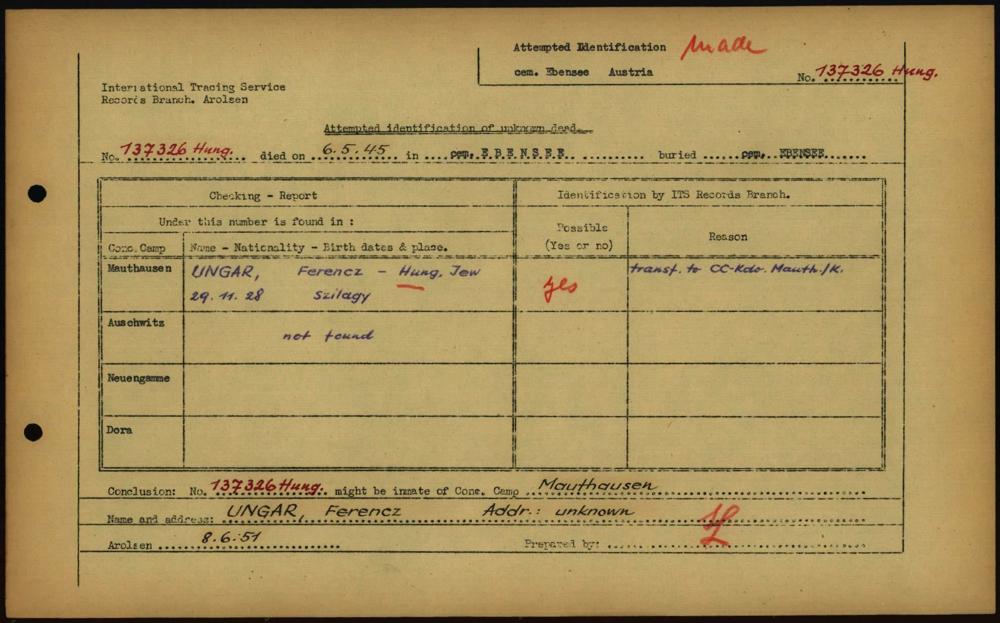 Attempted Identification made
cem. Ebensee Austria
No. 137326 Hung.
International Tracing Service
Records Branch. Arolsen
Attempted identification of unknown dead
No. 137326 Hung. died on 6.5.45 in cem. EBENSEE buried cem. EBENSEE
Checking - Report
Identification by ITS Records Branch.
Under this number is found in :
Conc.Camp
Name - Nationality - Birth dates & place.
Possible
(Yes or no)
Reason
Mauthausen
UNGAR, Ferencz - Hung. Jew
29.11.28 Szilagy
yes
transf. to CC-Kdo. Mauth./K.
Auschwitz
not found
Neuengamme
Dora
Conclusion: No. 137326 Hung. might be inmate of Conc. Camp Mauthausen
Name and address: UNGAR, Ferencz Addr.: unknown
Arolsen 8.6.51 Prepared by: